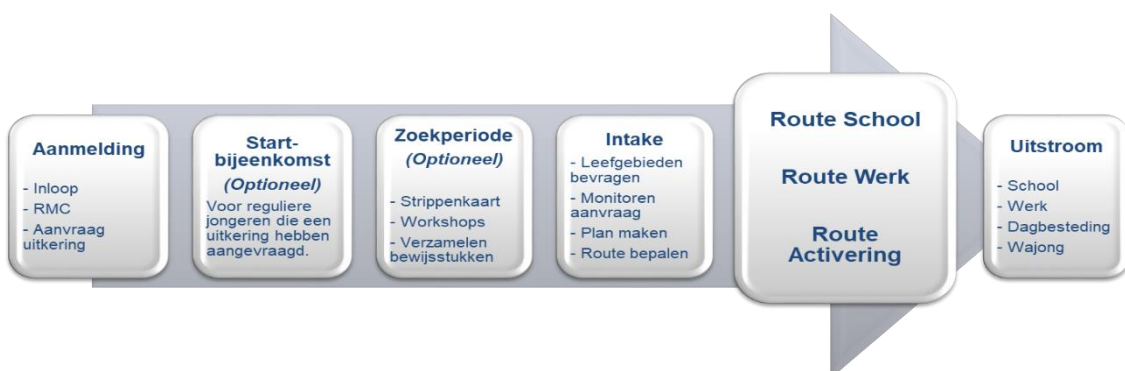 Aanmelding
- Inloop
- RMC
- Aanvraag
uitkering
Start-
bijeenkomst
(Optioneel)
Voor reguliere
jongeren die een
uitkering hebben
aangevraagd.
Zoekperiode
(Optioneel)
- Strippenkaart
- Workshops
- Verzamelen
bewijsstukken
Intake
- Leefgebieden
bevragen
- Monitoren
aanvraag
- Plan maken
- Route bepalen
Route School
Route Werk
Route
Activering
Uitstroom
- School
- Werk
- Dagbesteding
- Wajong